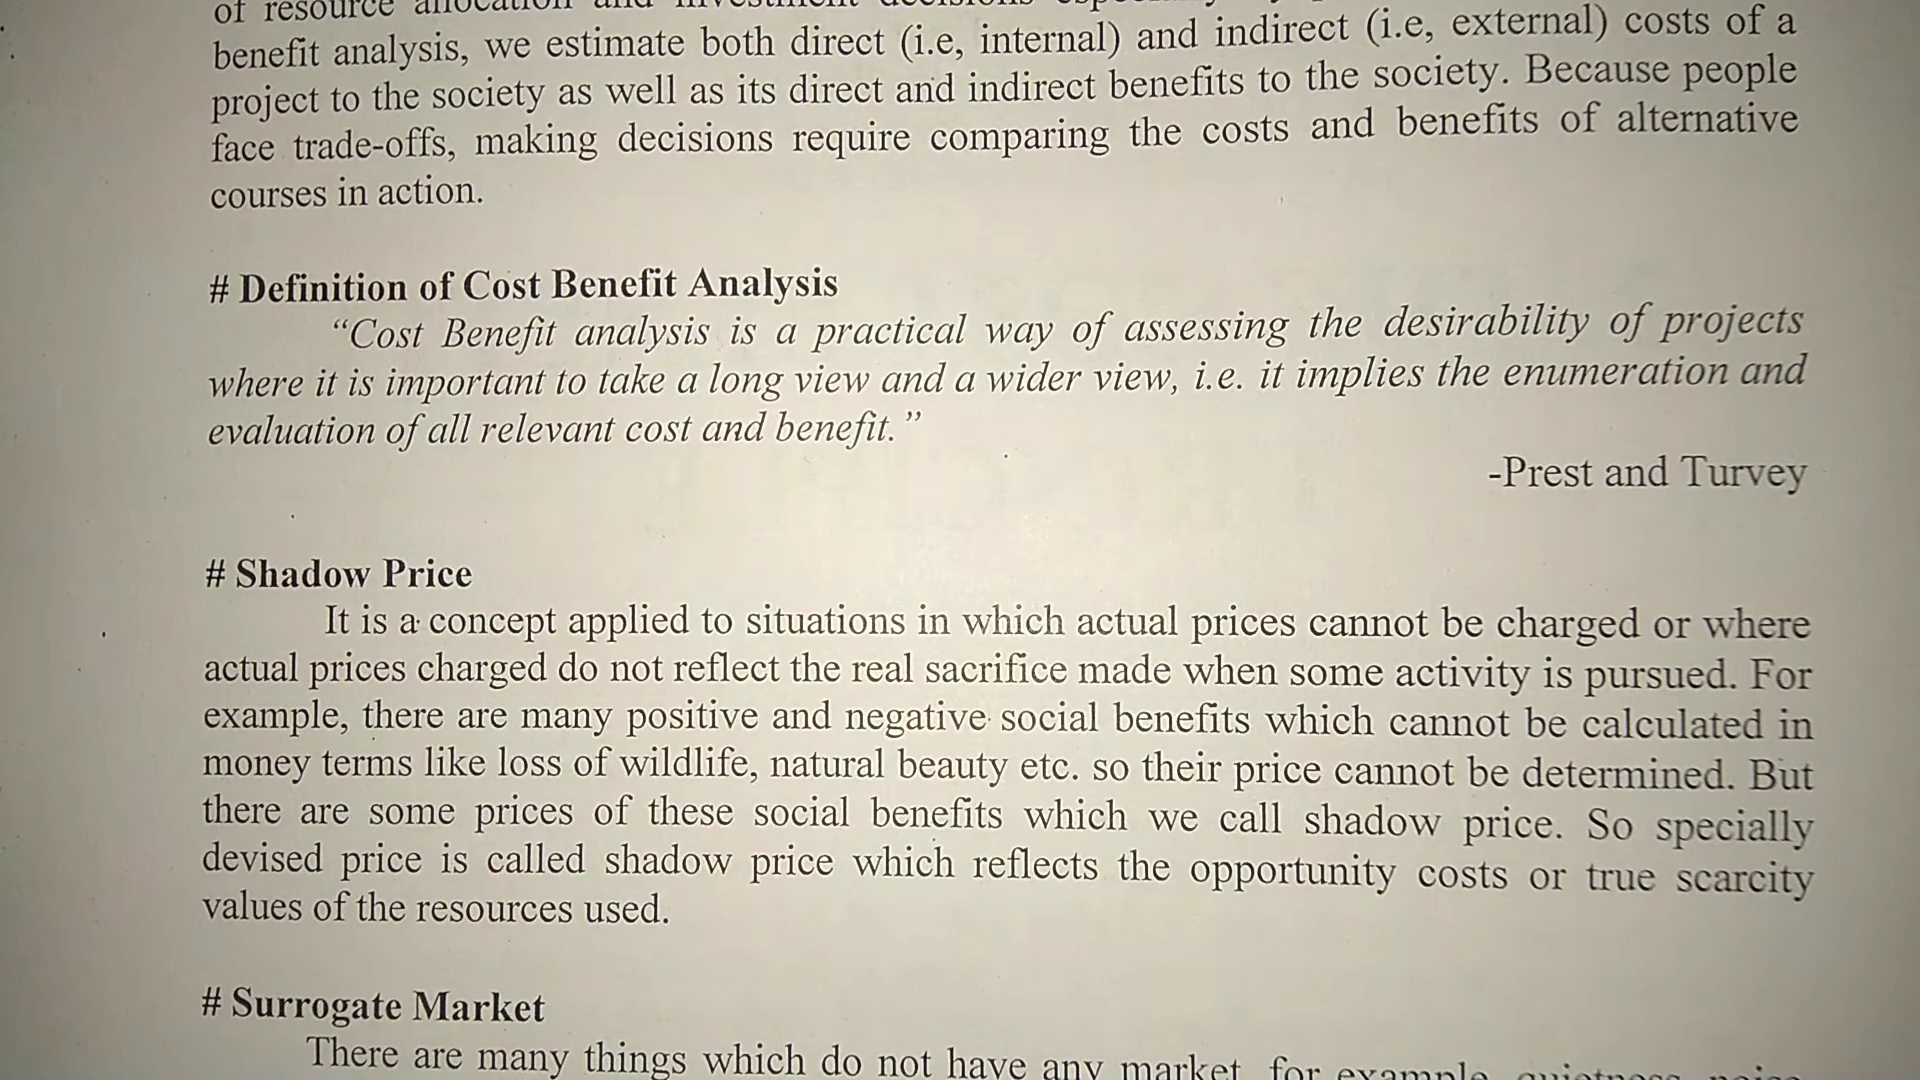 of resource allocation and investment decisions
benefit analysis, we estimate both direct (i.e, internal) and indirect (i.e, external) costs of a
project to the society as well as its direct and indirect benefits to the society. Because people
face trade-offs, making decisions require comparing the costs and benefits of alternative
courses in action.
# Definition of Cost Benefit Analysis
“Cost Benefit analysis is a practical way of assessing the desirability of projects
where it is important to take a long view and a wider view, i.e. it implies the enumeration and
evaluation of all relevant cost and benefit.”
-Prest and Turvey
# Shadow Price
It is a concept applied to situations in which actual prices cannot be charged or where
actual prices charged do not reflect the real sacrifice made when some activity is pursued. For
example, there are many positive and negative social benefits which cannot be calculated in
money terms like loss of wildlife, natural beauty etc. so their price cannot be determined. But
there are some prices of these social benefits which we call shadow price. So specially
devised price is called shadow price which reflects the opportunity costs or true scarcity
values of the resources used.
# Surrogate Market
There are many things which do not have any market, for example quietness, noise